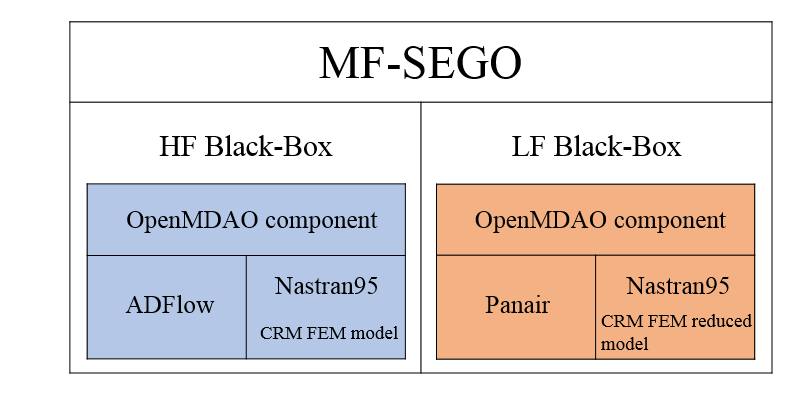 MF-SEGO
HF Black-Box
LF Black-Box
OpenMDAO component
OpenMDAO component
ADFlow
Nastran95
CRM FEM model
Panair
Nastran95
CRM FEM reduced
model